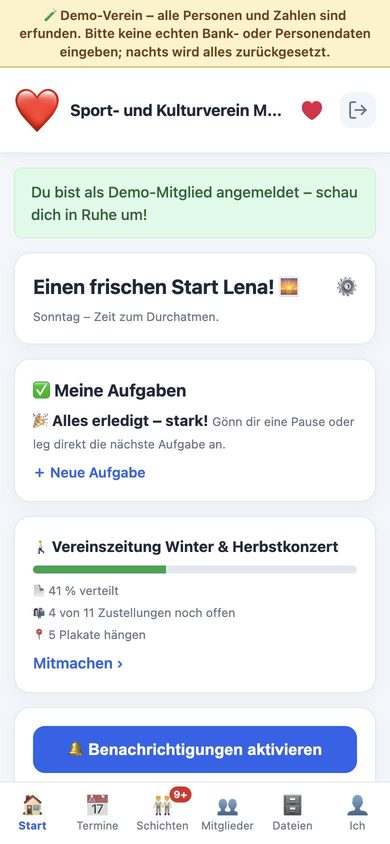 🧪 Demo-Verein – alle Personen und Zahlen sind
erfunden. Bitte keine echten Bank- oder Personendaten
eingeben; nachts wird alles zurückgesetzt.
Sport- und Kulturverein M...
Du bist als Demo-Mitglied angemeldet – schau
dich in Ruhe um!
Einen frischen Start Lena! 🌅
Sonntag – Zeit zum Durchatmen.
✅ Meine Aufgaben
🎉 Alles erledigt – stark! Gönn dir eine Pause oder
leg direkt die nächste Aufgabe an.
+ Neue Aufgabe
🚶 Vereinszeitung Winter & Herbstkonzert
41 % verteilt
4 von 11 Zustellungen noch offen
📍 5 Plakate hängen
Mitmachen ›
🔔 Benachrichtigungen aktivieren
17
9+
Start
Termine
Schichten
Mitglieder
Dateien
Ich